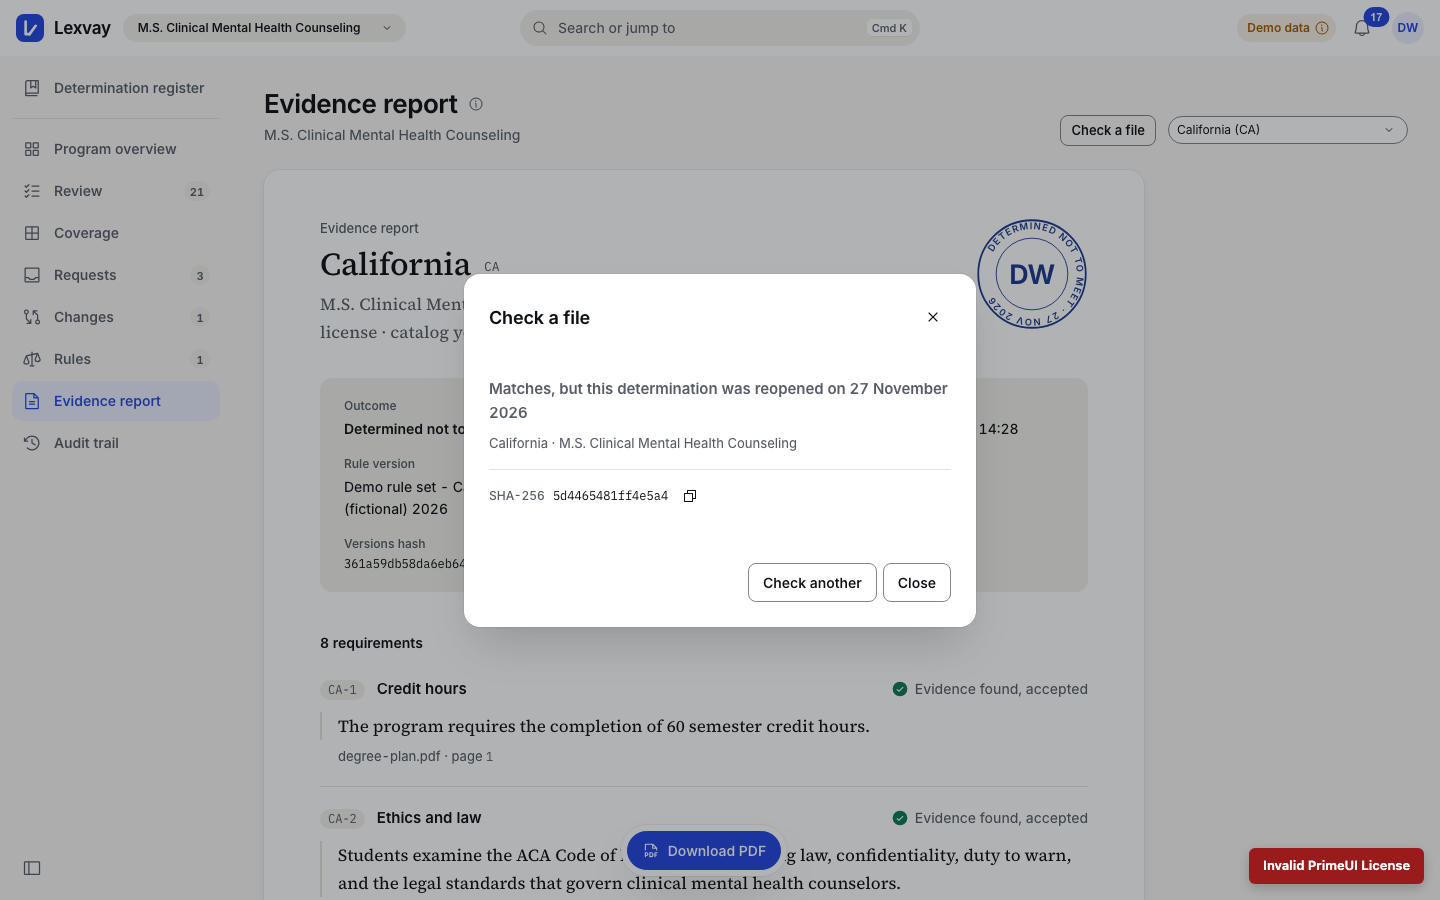 Lexvay
M.S. Clinical Mental Health Counseling
Search or jump to
Cmd K
Demo data
17
DW
Determination register
Program overview
Review
21
Coverage
Requests
3
Changes
1
Rules
1
Evidence report
Audit trail
Evidence report
M.S. Clinical Mental Health Counseling
Check a file
California (CA)
Evidence report
California CA
M.S. Clinical
license · catalog
DETERMINED NOT TO MEET · 27 NOV 2026
DW
Outcome
Determined not to
14:28
Rule version
Demo rule set -
(fictional) 2026
Versions hash
361a59db58da6eb64
Check a file
Matches, but this determination was reopened on 27 November
2026
California · M.S. Clinical Mental Health Counseling
SHA-256 5d4465481ff4e5a4
Check another
Close
8 requirements
CA-1 Credit hours
Evidence found, accepted
The program requires the completion of 60 semester credit hours.
degree-plan.pdf · page 1
CA-2 Ethics and law
Evidence found, accepted
Students examine the ACA Code of law, confidentiality, duty to warn,
and the legal standards that govern clinical mental health counselors.
Download PDF
Invalid PrimeUI License